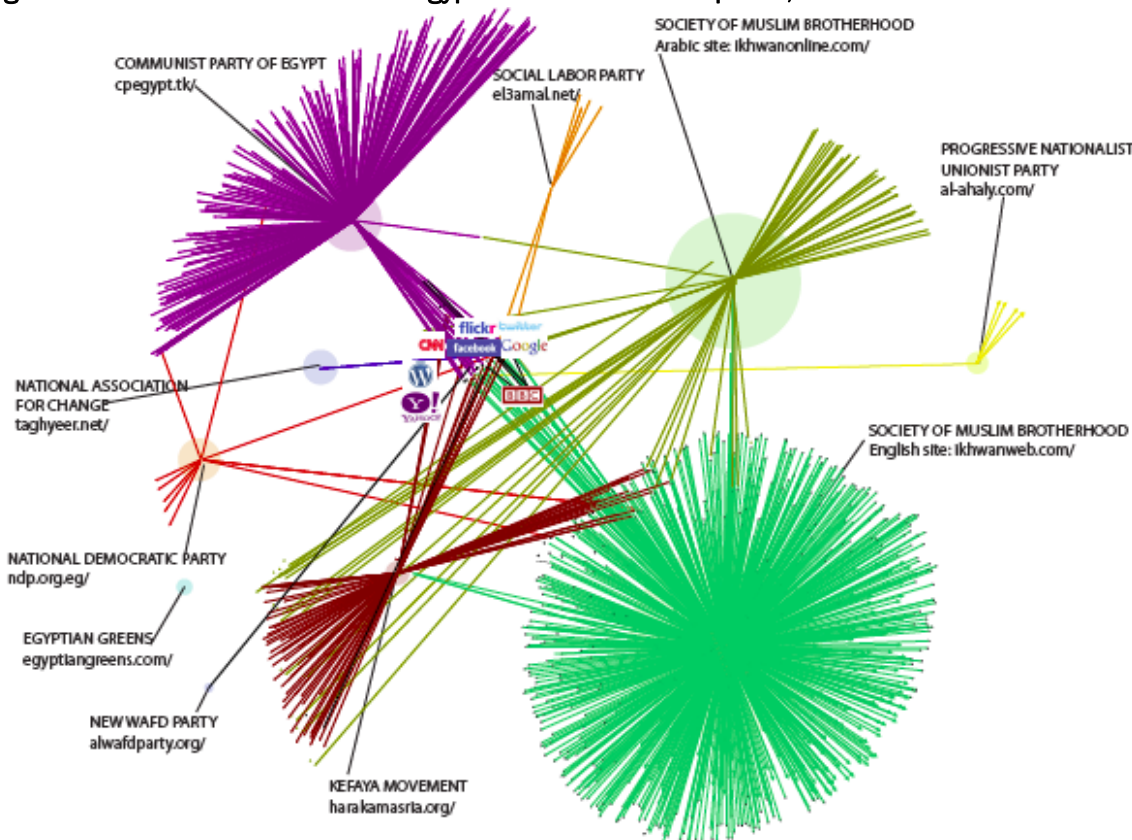 SOCIETY OF MUSLIM BROTHERHOOD
Arabic site: ikhwanonline.com/
COMMUNIST PARTY OF EGYPT
cpegypt.tk/
SOCIAL LABOR PARTY
el3amal.net/
PROGRESSIVE NATIONALIST
UNIONIST PARTY
al-ahaly.com/
flickr twitter
CNN facebook Google
W
Y!
YAHOO!
BBC
NATIONAL ASSOCIATION
FOR CHANGE
taghyeer.net/
SOCIETY OF MUSLIM BROTHERHOOD
English site: ikhwanweb.com/
NATIONAL DEMOCRATIC PARTY
ndp.org.eg/
EGYPTIAN GREENS
egyptiangreens.com/
NEW WAFD PARTY
alwafdparty.org/
KEFAYA MOVEMENT
harakamasria.org/